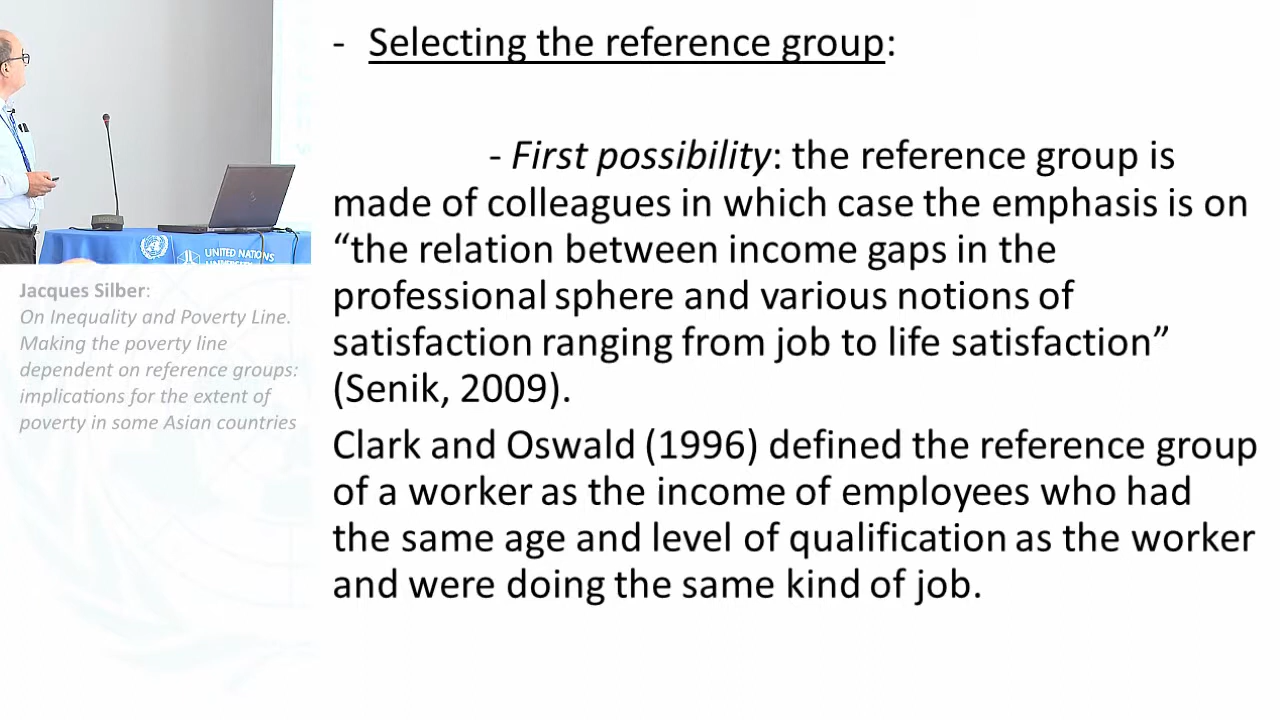 - Selecting the reference group:
- First possibility: the reference group is
made of colleagues in which case the emphasis is on
“the relation between income gaps in the
professional sphere and various notions of
satisfaction ranging from job to life satisfaction”
(Senik, 2009).
Clark and Oswald (1996) defined the reference group
of a worker as the income of employees who had
the same age and level of qualification as the worker
and were doing the same kind of job.
UNITED NATIONS
UNIVERSITY
Jacques Silber:
On Inequality and Poverty Line.
Making the poverty line
dependent on reference groups:
implications for the extent of
poverty in some Asian countries